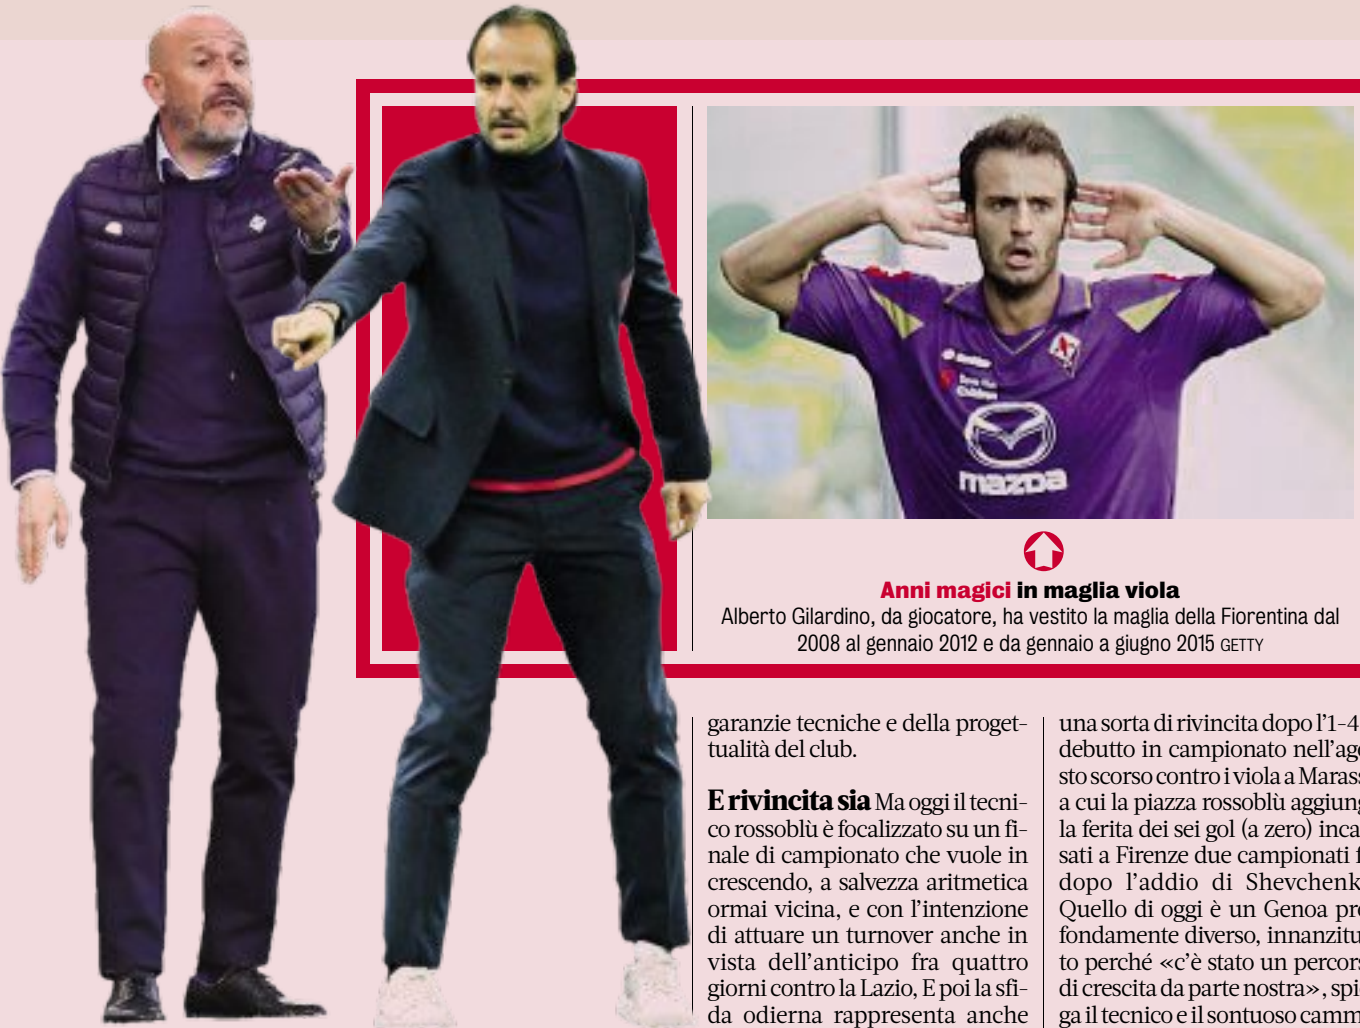 mazda
Anni magici in maglia viola
Alberto Gilardino, da giocatore, ha vestito la maglia della Fiorentina dal
2008 al gennaio 2012 e da gennaio a giugno 2015 GETTY
garanzie tecniche e della proget-
tualità del club.
E rivincita sia Ma oggi il tecni-
co rossoblù è focalizzato su un fi-
nale di campionato che vuole in
crescendo, a salvezza aritmetica
ormai vicina, e con l'intenzione
di attuare un turnover anche in
vista dell'anticipo fra quattro
giorni contro la Lazio, E poi la sfi-
da odierna rappresenta anche
una sorta di rivincita dopo l'1-4
debutto in campionato nell'ago
sto scorso contro i viola a Marass
a cui la piazza rossoblù aggiung
la ferita dei sei gol (a zero) inca
sati a Firenze due campionati f
dopo l'addio di Shevchenk
Quello di oggi è un Genoa pro
fondamente diverso, innanzitu
to perché «c'è stato un percors
di crescita da parte nostra», spie
ga il tecnico e il sontuoso camm